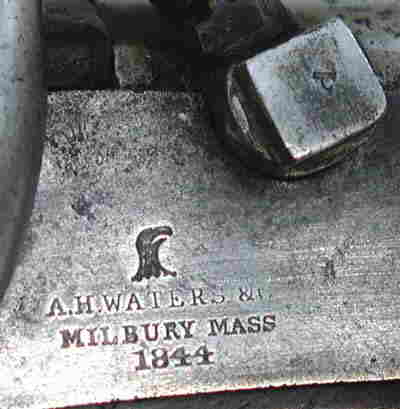 A.H. WATERS &
MILBURY MASS
1844